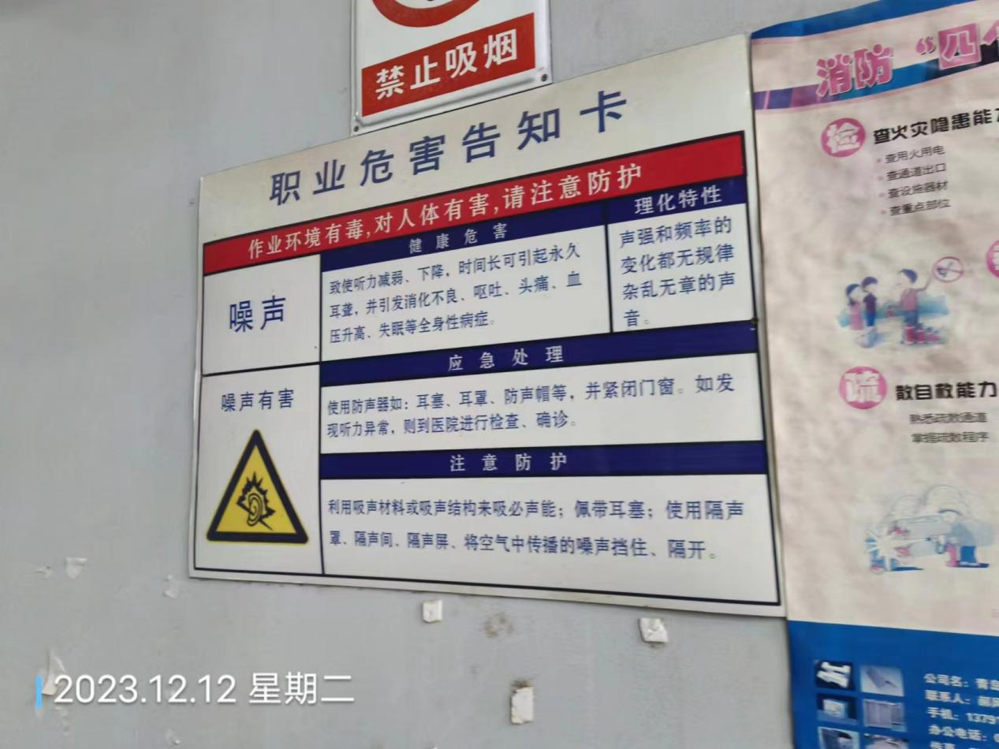 禁止吸烟
职业危害告知卡
作业环境有毒,对人体有害,请注意防护
噪声
健康危害
致使听力减弱、下降，时间长可引起永久
耳聋，并引发消化不良、呕吐、头痛、血
压升高、失眠等全身性病症。
理化特性
声强和频率的
变化都无规律
杂乱无章的声
音。
应急处理
使用防声器如：耳塞、耳罩、防声帽等，并紧闭门窗。如发
现听力异常，则到医院进行检查、确诊。
噪声有害
注意防护
利用吸声材料或吸声结构来吸必声能；佩带耳塞；使用隔声
罩、隔声间、隔声屏、将空气中传播的噪声挡住、隔开。
消防“四个
检
查火灾隐患能力
查用火用电
查通道出口
查设施器材
查重点部位
疏
散自救能力
熟悉疏散通道
掌握疏散程序
公司名：青岛
联系人：
手机：1379
办公电话：0
2023.12.12 星期二